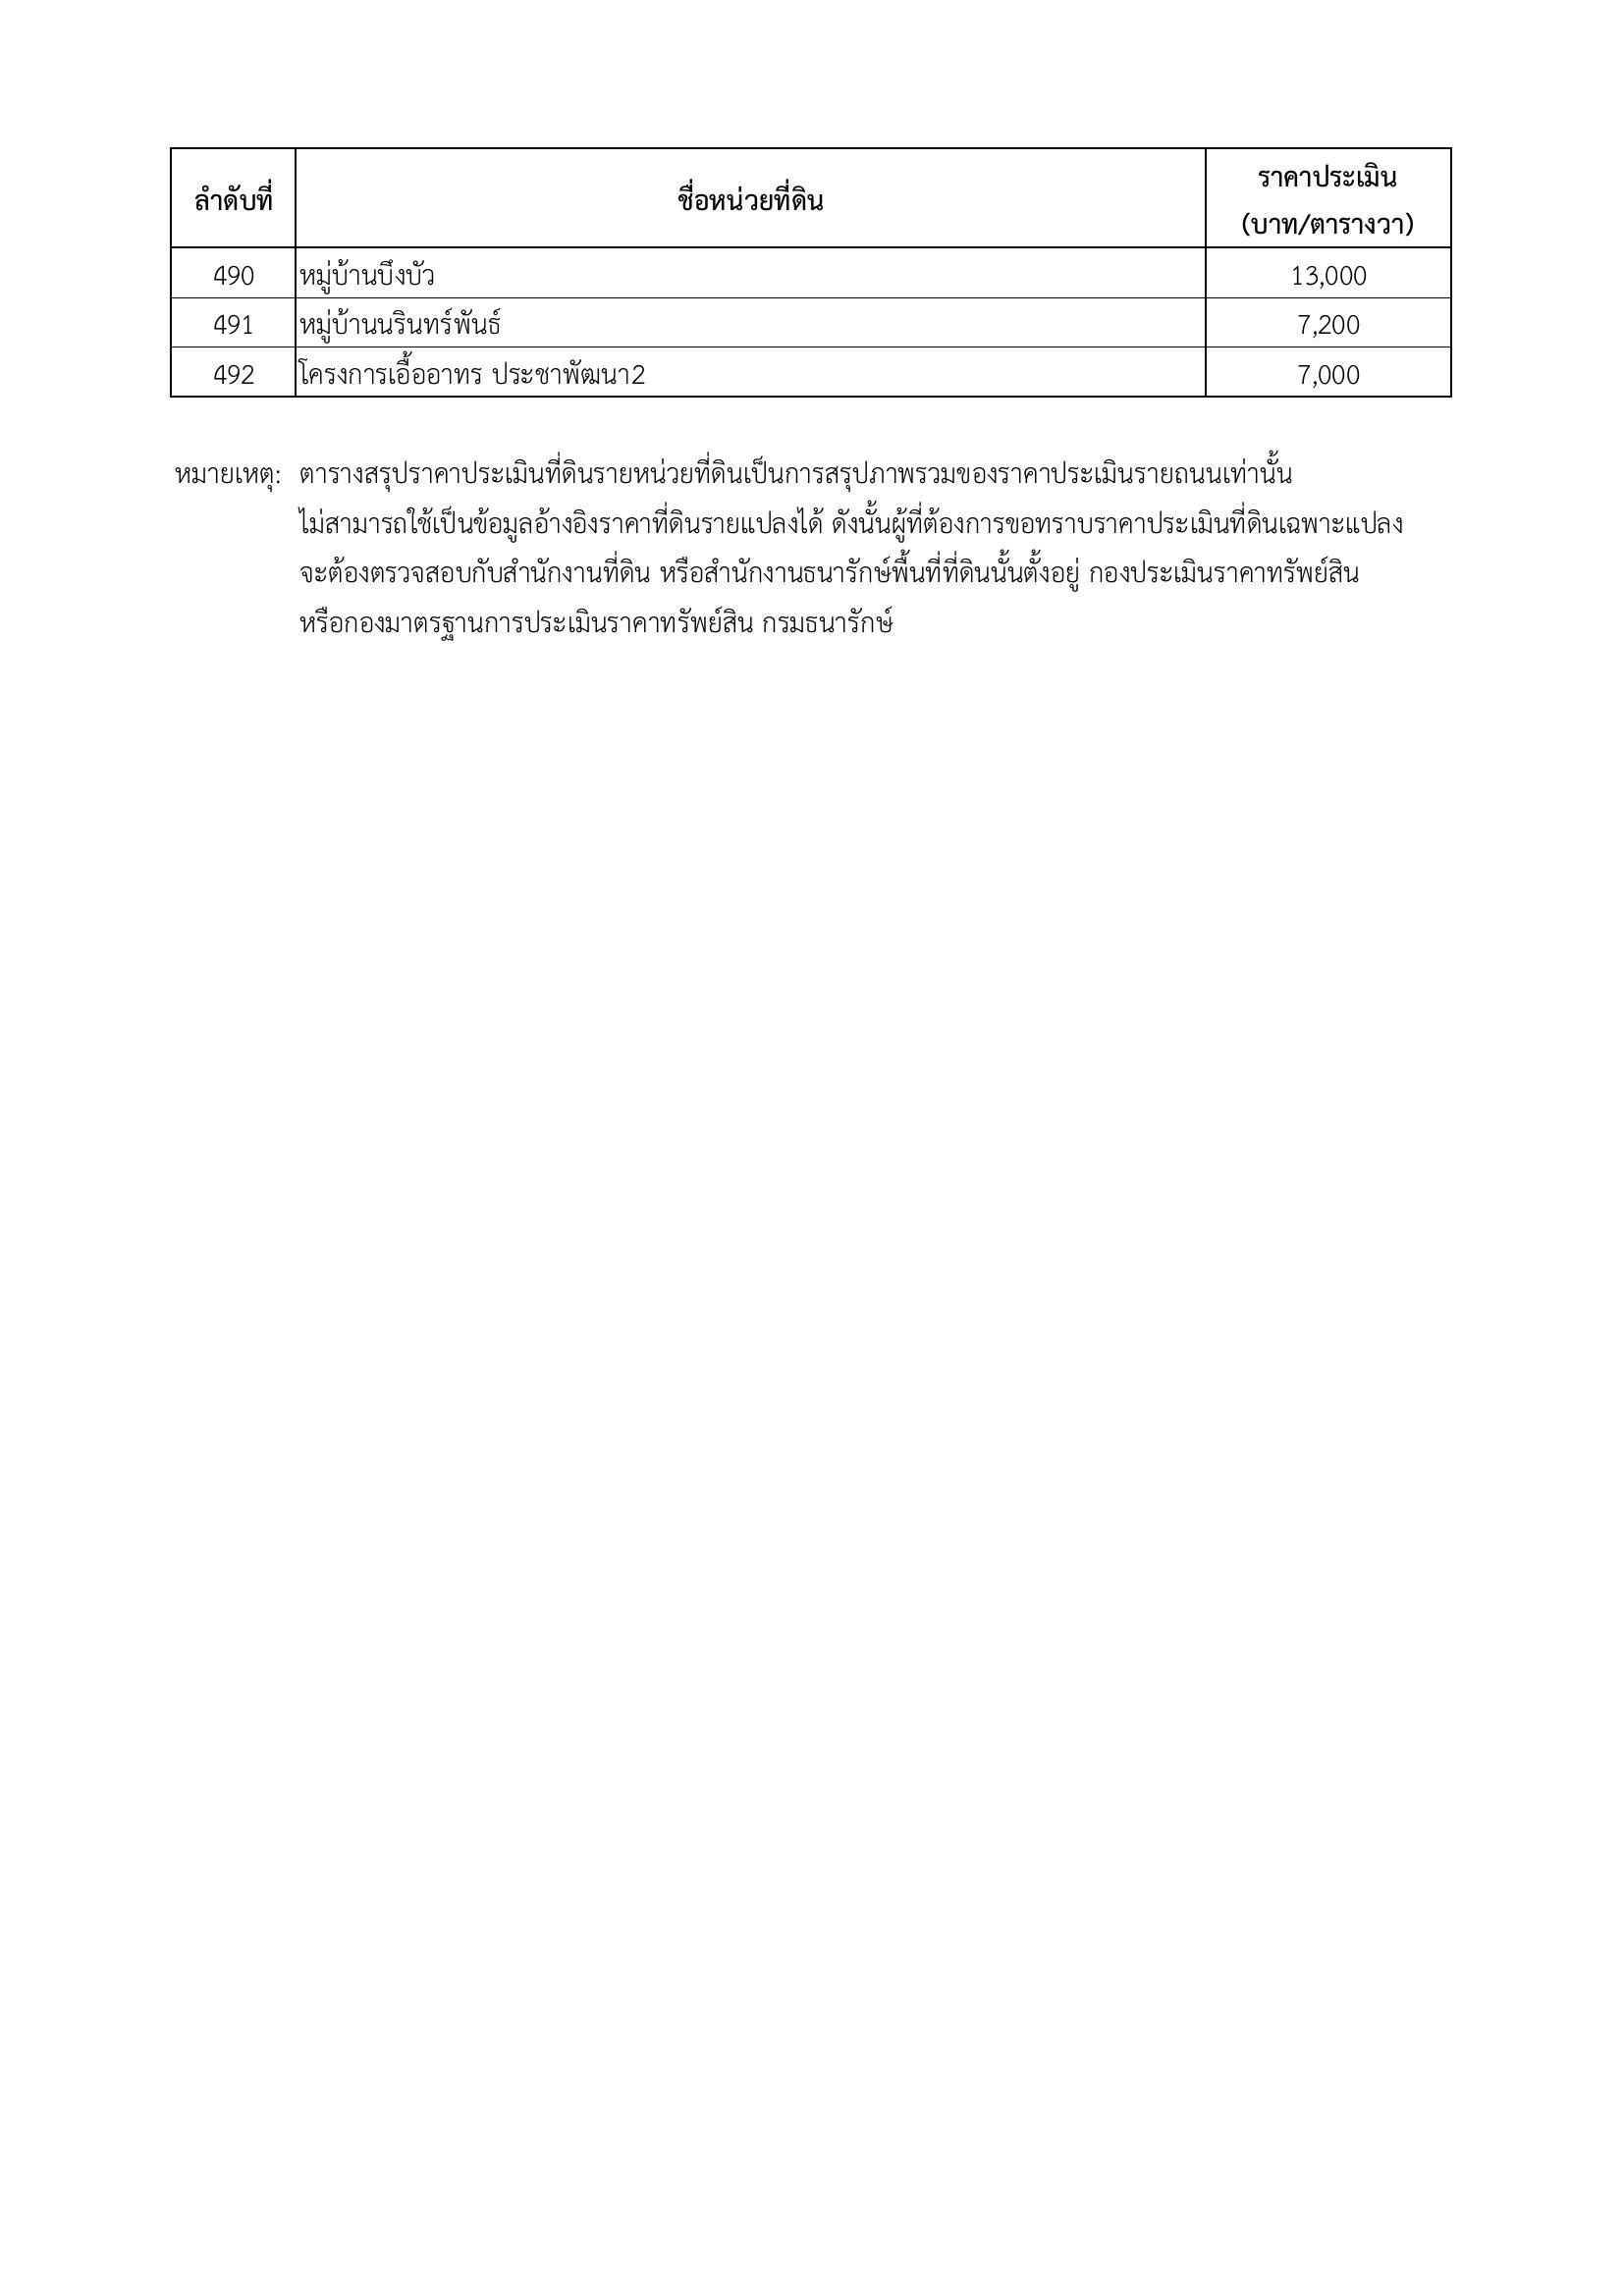 ลำดับที่ ชื่อหน่วยที่ดิน ราคาประเมิน (บาท/ตารางวา)
490 หมู่บ้านบึงบัว 13,000
491 หมู่บ้านนรินทร์พันธ์ 7,200
492 โครงการเอื้ออาทร ประชาพัฒนา2 7,000
หมายเหตุ: ตารางสรุปราคาประเมินที่ดินรายหน่วยที่ดินเป็นการสรุปภาพรวมของราคาประเมินรายถนนเท่านั้น
ไม่สามารถใช้เป็นข้อมูลอ้างอิงราคาที่ดินรายแปลงได้ ดังนั้นผู้ที่ต้องการขอทราบราคาประเมินที่ดินเฉพาะแปลง
จะต้องตรวจสอบกับสำนักงานที่ดิน หรือสำนักงานธนารักษ์พื้นที่ที่ดินนั้นตั้งอยู่ กองประเมินราคาทรัพย์สิน
หรือกองมาตรฐานการประเมินราคาทรัพย์สิน กรมธนารักษ์